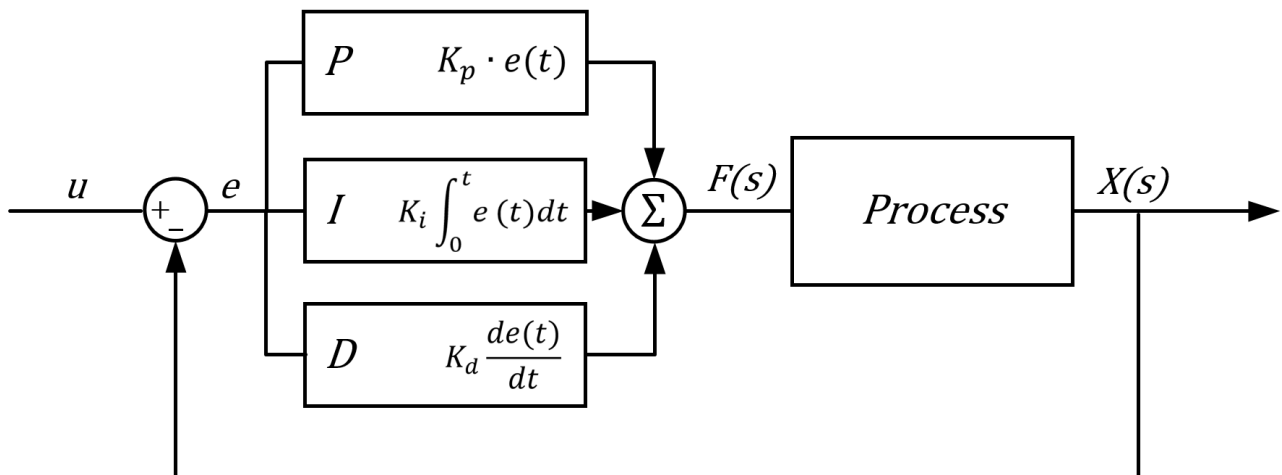 P K_p · e(t)
u
+
−
e
I K_i ∫_0^t e (t)dt
Σ
F(s)
Process
X(s)
D K_d de(t)/dt